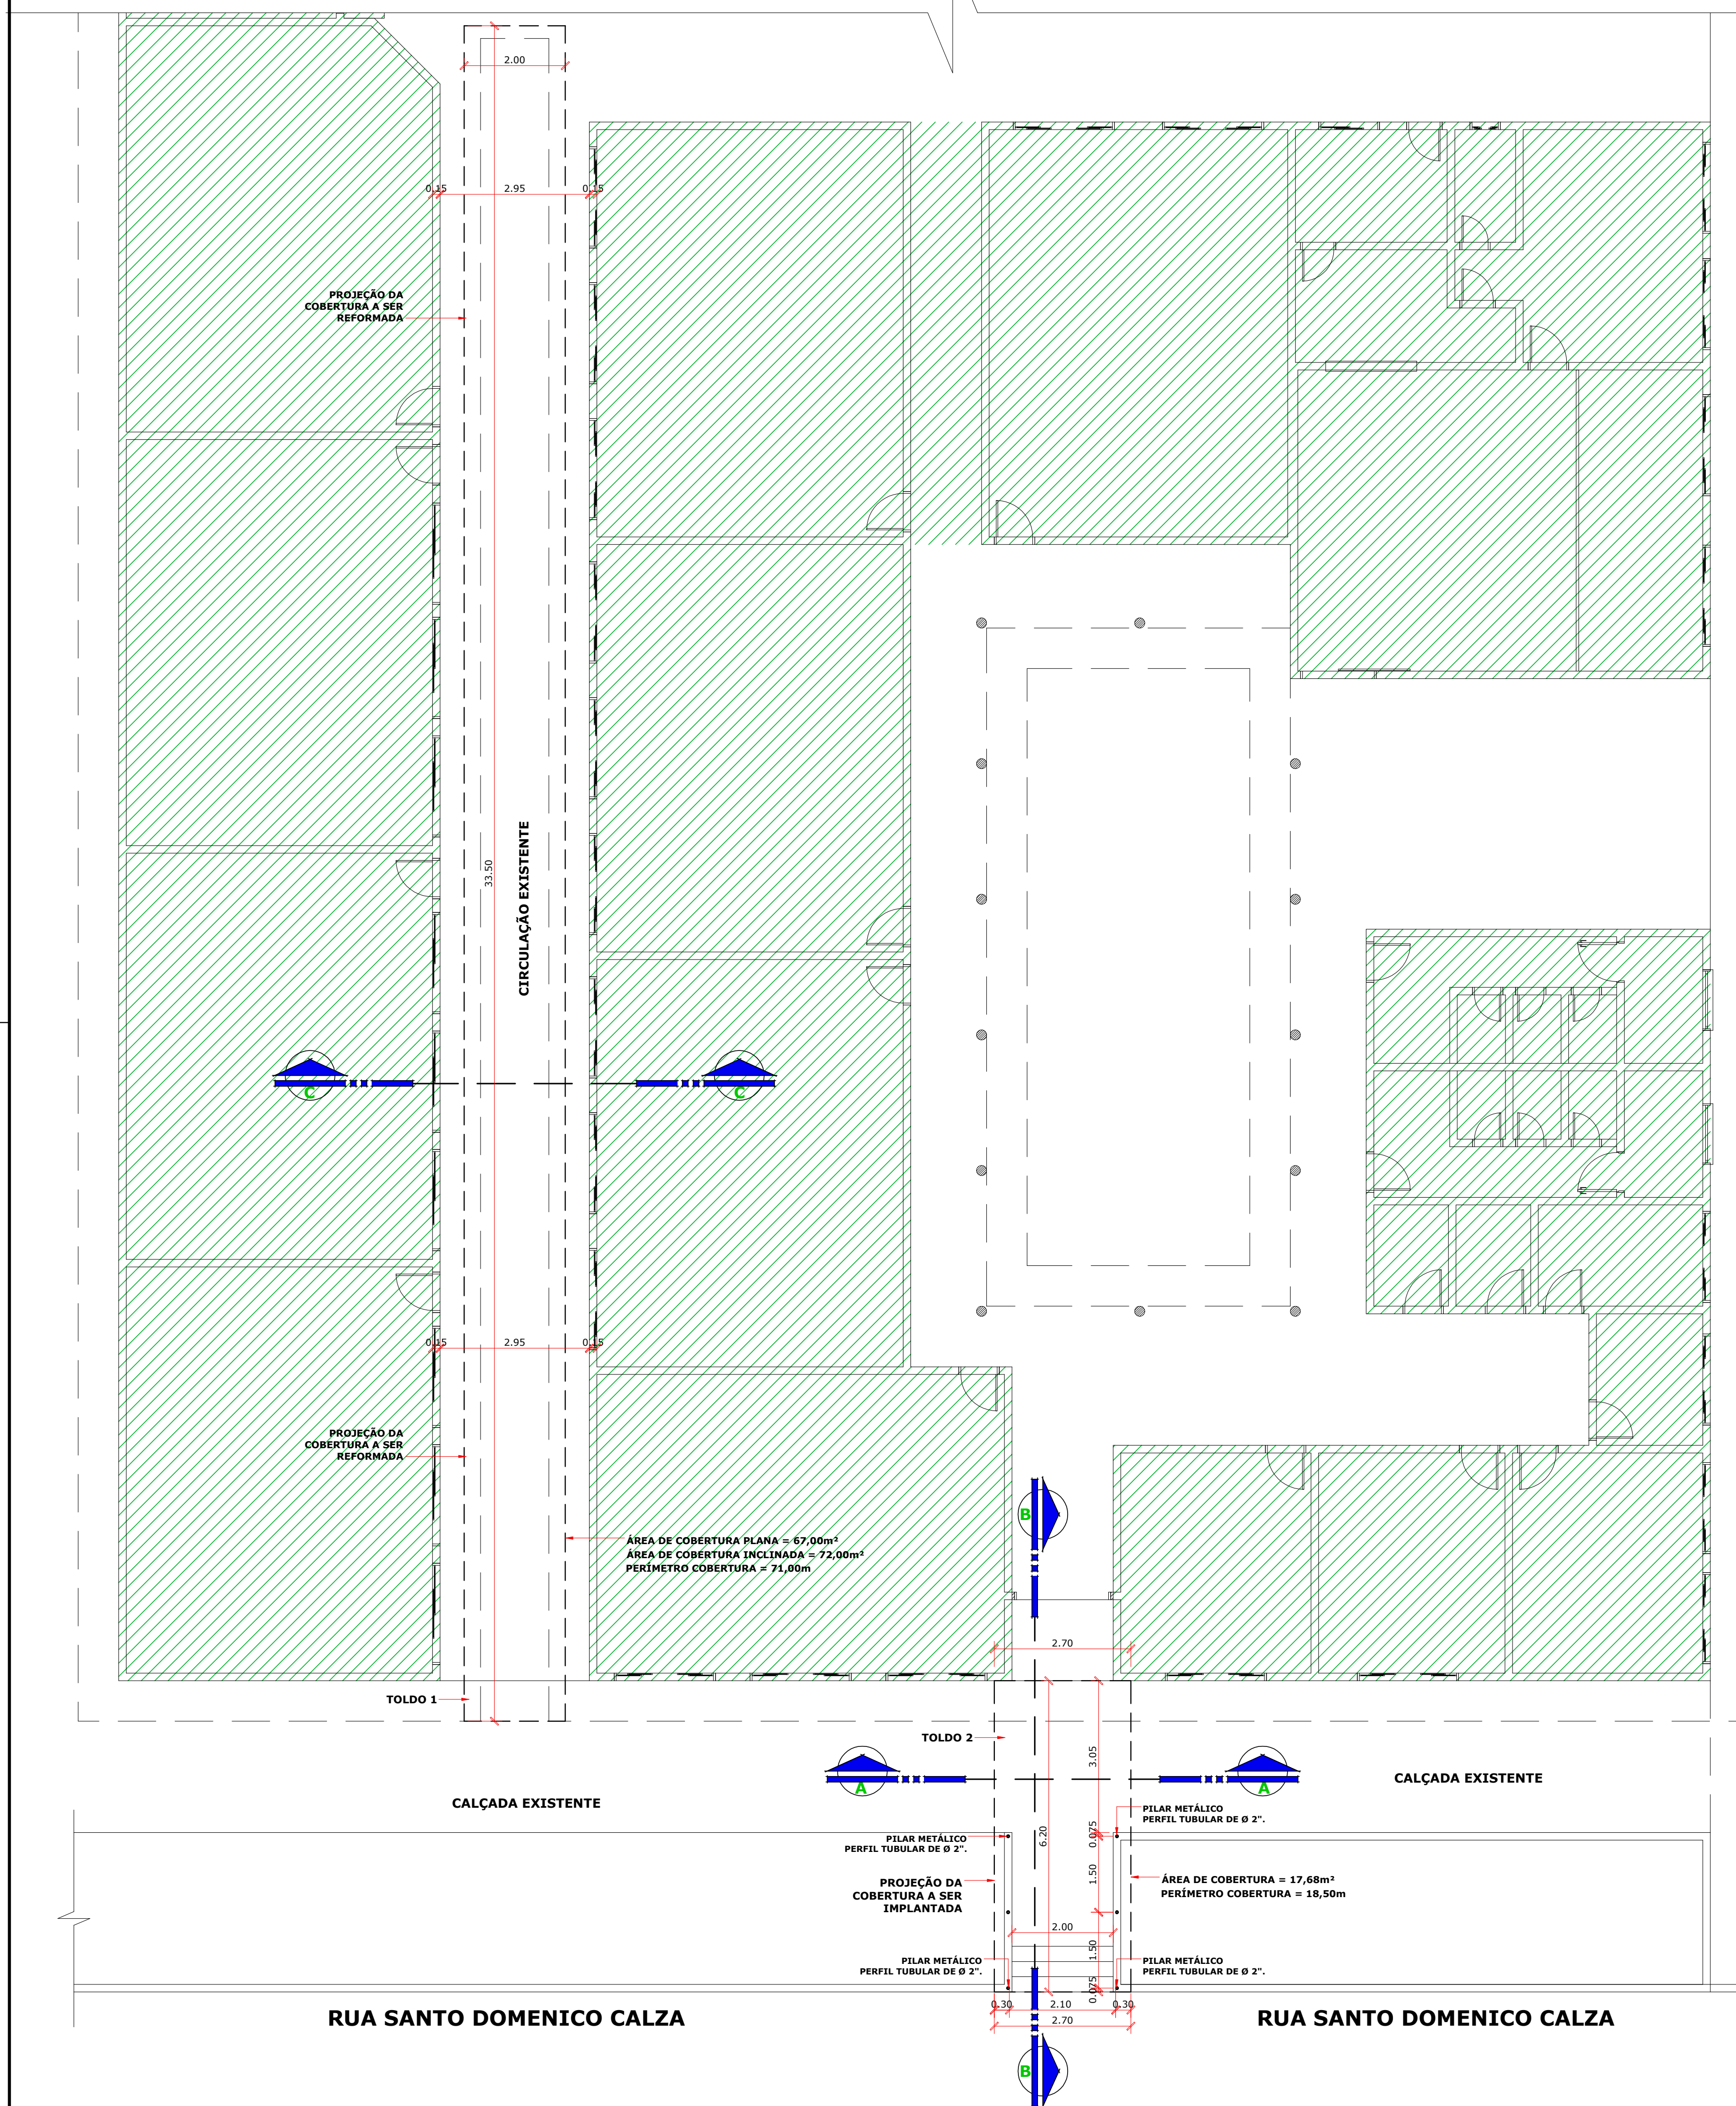 2.00
0.15
2.95
0.15
PROJEÇÃO DA
COBERTURA A SER
REFORMADA
33.50
CIRCULAÇÃO EXISTENTE
C
C
0.15
2.95
0.15
PROJEÇÃO DA
COBERTURA A SER
REFORMADA
B
ÁREA DE COBERTURA PLANA = 67,00m²
ÁREA DE COBERTURA INCLINADA = 72,00m²
PERÍMETRO COBERTURA = 71,00m
2.70
TOLDO 1
TOLDO 2
3.05
A
A
CALÇADA EXISTENTE
CALÇADA EXISTENTE
PILAR METÁLICO
PERFIL TUBULAR DE Ø 2".
PILAR METÁLICO
PERFIL TUBULAR DE Ø 2".
6.20
0.075
1.50
PROJEÇÃO DA
COBERTURA A SER
IMPLANTADA
ÁREA DE COBERTURA = 17,68m²
PERÍMETRO COBERTURA = 18,50m
2.00
1.50
PILAR METÁLICO
PERFIL TUBULAR DE Ø 2".
PILAR METÁLICO
PERFIL TUBULAR DE Ø 2".
0.075
0.30
2.10
0.30
2.70
RUA SANTO DOMENICO CALZA
RUA SANTO DOMENICO CALZA
B